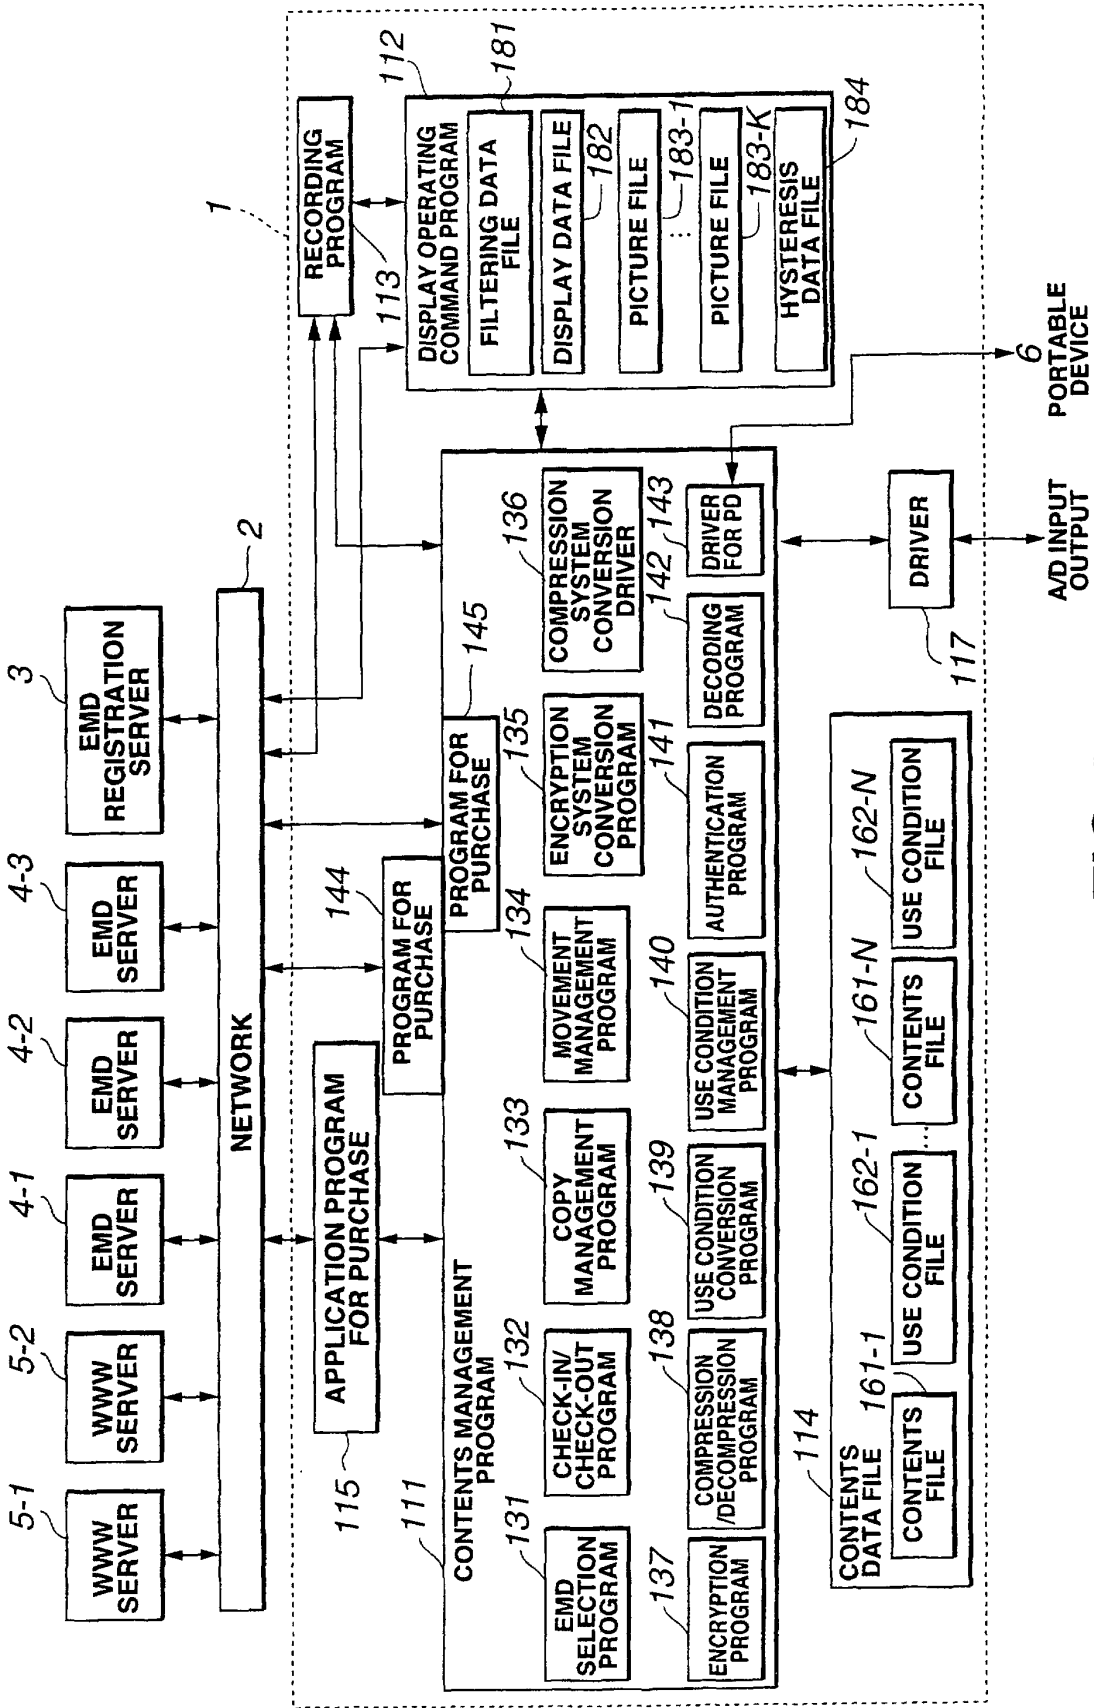 5-1
WWW
SERVER
5-2
WWW
SERVER
4-1
EMD
SERVER
4-2
EMD
SERVER
4-3
EMD
SERVER
3
EMD
REGISTRATION
SERVER
2
NETWORK
1
115
APPLICATION PROGRAM
FOR PURCHASE
144
PROGRAM FOR
PURCHASE
145
PROGRAM FOR
PURCHASE
RECORDING
PROGRAM
113
112
DISPLAY OPERATING
COMMAND PROGRAM
181
FILTERING DATA
FILE
DISPLAY DATA FILE
182
PICTURE FILE
183-1
...
PICTURE FILE
183-K
HYSTERESIS
DATA FILE
184
111
CONTENTS MANAGEMENT
PROGRAM
131
EMD
SELECTION
PROGRAM
132
CHECK-IN/
CHECK-OUT
PROGRAM
133
COPY
MANAGEMENT
PROGRAM
134
MOVEMENT
MANAGEMENT
PROGRAM
135
ENCRYPTION
SYSTEM
CONVERSION
PROGRAM
136
COMPRESSION
SYSTEM
CONVERSION
DRIVER
137
ENCRYPTION
PROGRAM
138
COMPRESSION
/DECOMPRESSION
PROGRAM
139
USE CONDITION
CONVERSION
PROGRAM
140
USE CONDITION
MANAGEMENT
PROGRAM
141
AUTHENTICATION
PROGRAM
142
DECODING
PROGRAM
143
DRIVER
FOR PD
114
CONTENTS
DATA FILE
161-1
CONTENTS
FILE
162-1
USE CONDITION
FILE
...
161-N
CONTENTS
FILE
162-N
USE CONDITION
FILE
DRIVER
117
A/D INPUT
OUTPUT
6
PORTABLE
DEVICE